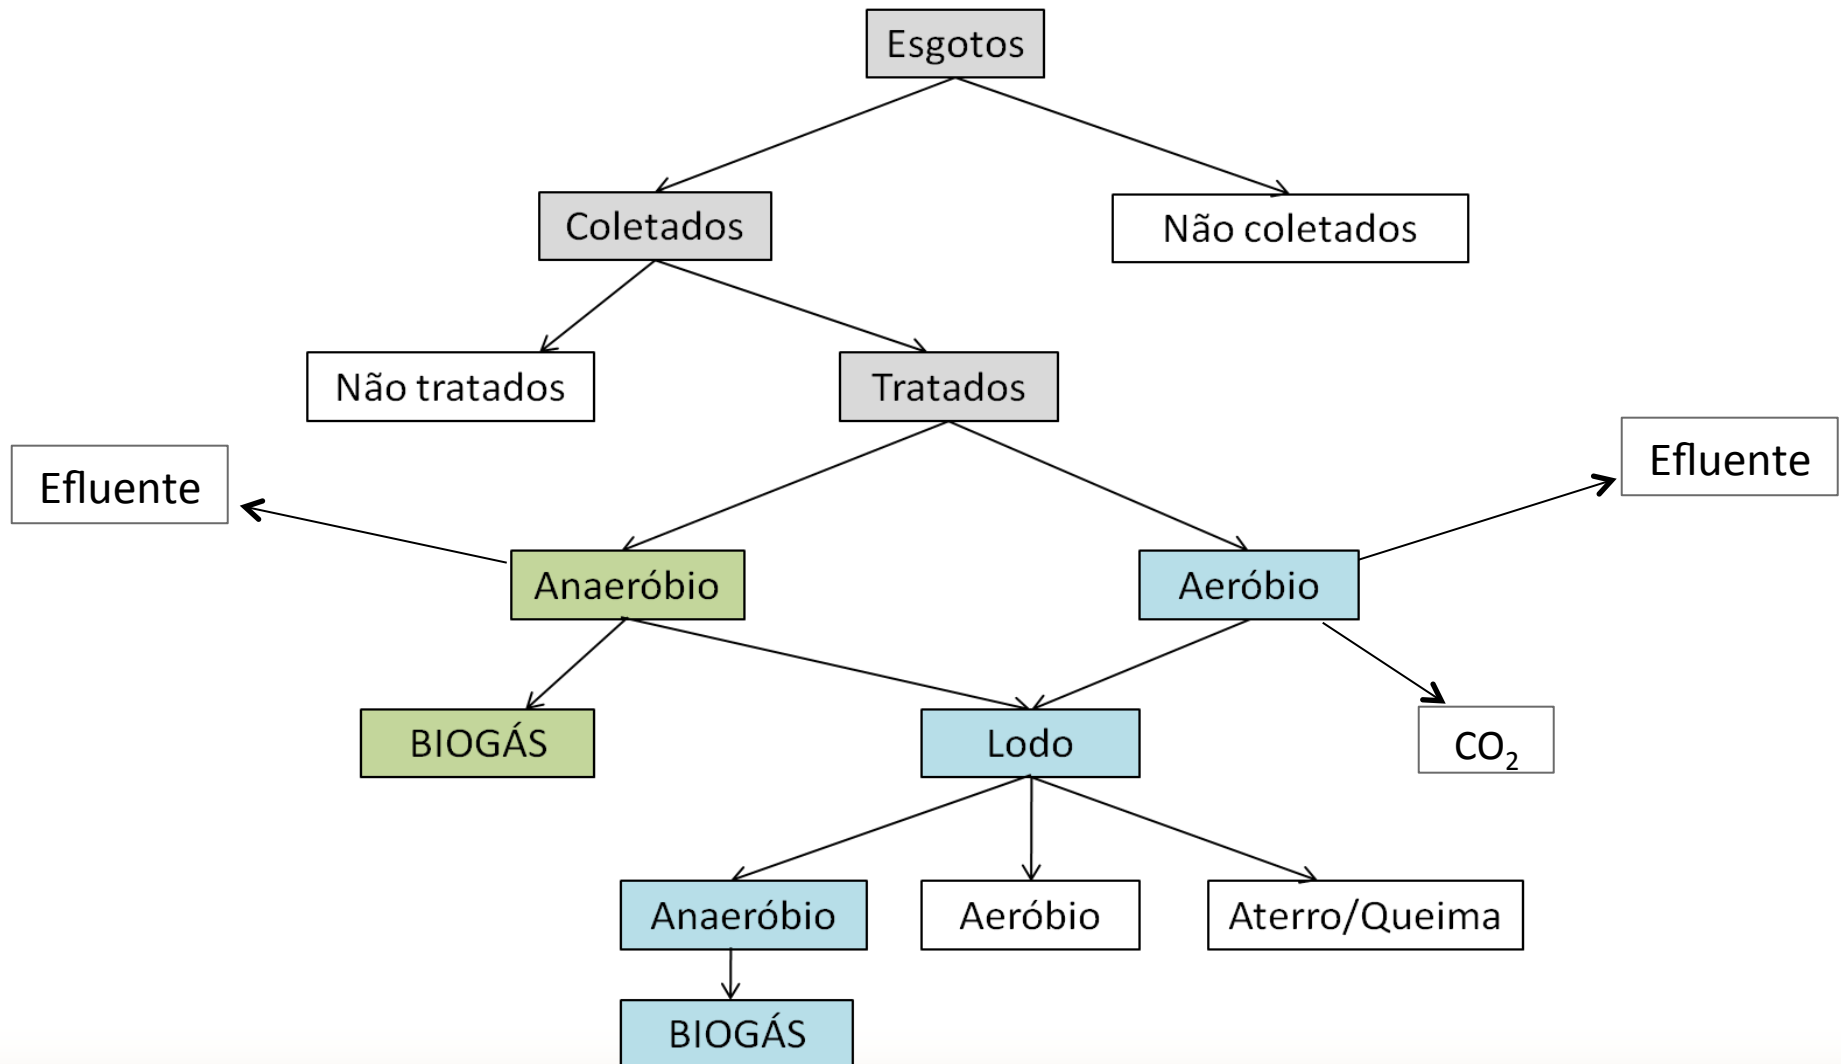 Esgotos
Coletados
Não coletados
Não tratados
Tratados
Efluente
Efluente
Anaeróbio
Aeróbio
BIOGÁS
Lodo
CO₂
Anaeróbio
Aeróbio
Aterro/Queima
BIOGÁS